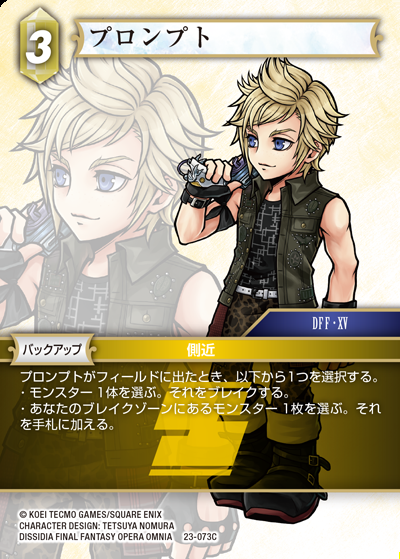 3
プロンプト
DFF・XV
バックアップ
側近
プロンプトがフィールドに出たとき、以下から1つを選択する。
・モンスター 1体を選ぶ。それをブレイクする。
・あなたのブレイクゾーンにあるモンスター 1枚を選ぶ。それ
を手札に加える。
© KOEI TECMO GAMES/SQUARE ENIX
CHARACTER DESIGN: TETSUYA NOMURA
DISSIDIA FINAL FANTASY OPERA OMNIA
23-073C